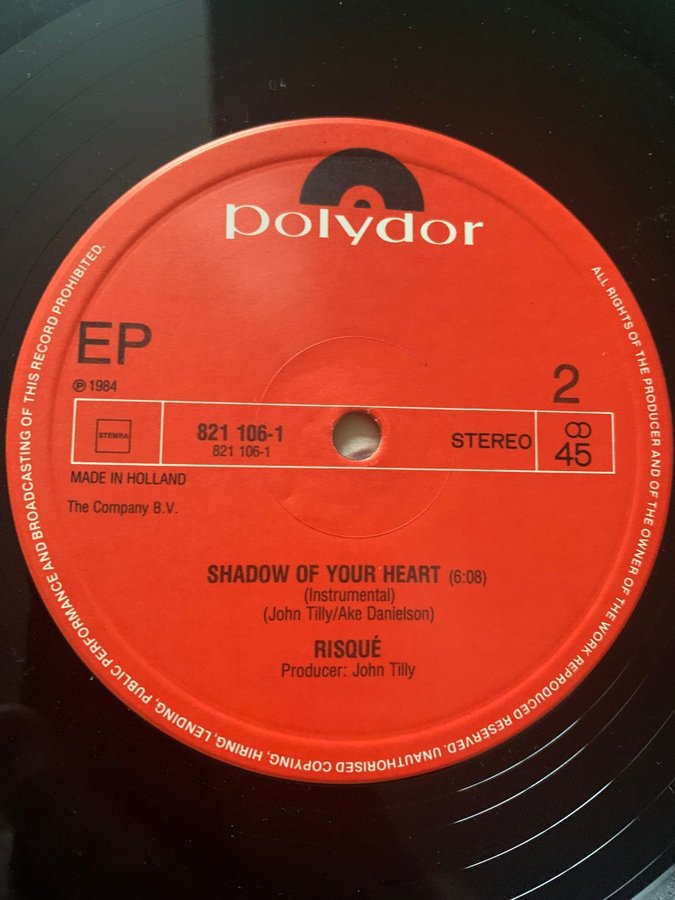 polydor
EP
℗ 1984
2
STEMRA
821 106-1
821 106-1
STEREO
45
MADE IN HOLLAND
The Company B.V.
SHADOW OF YOUR HEART (6:08)
(Instrumental)
(John Tilly/Ake Danielson)
RISQUÉ
Producer: John Tilly
ALL RIGHTS OF THE PRODUCER AND OF THE OWNER OF THE WORK REPRODUCED RESERVED. UNAUTHORISED COPYING, HIRING, LENDING, PUBLIC PERFORMANCE AND BROADCASTING OF THIS RECORD PROHIBITED.